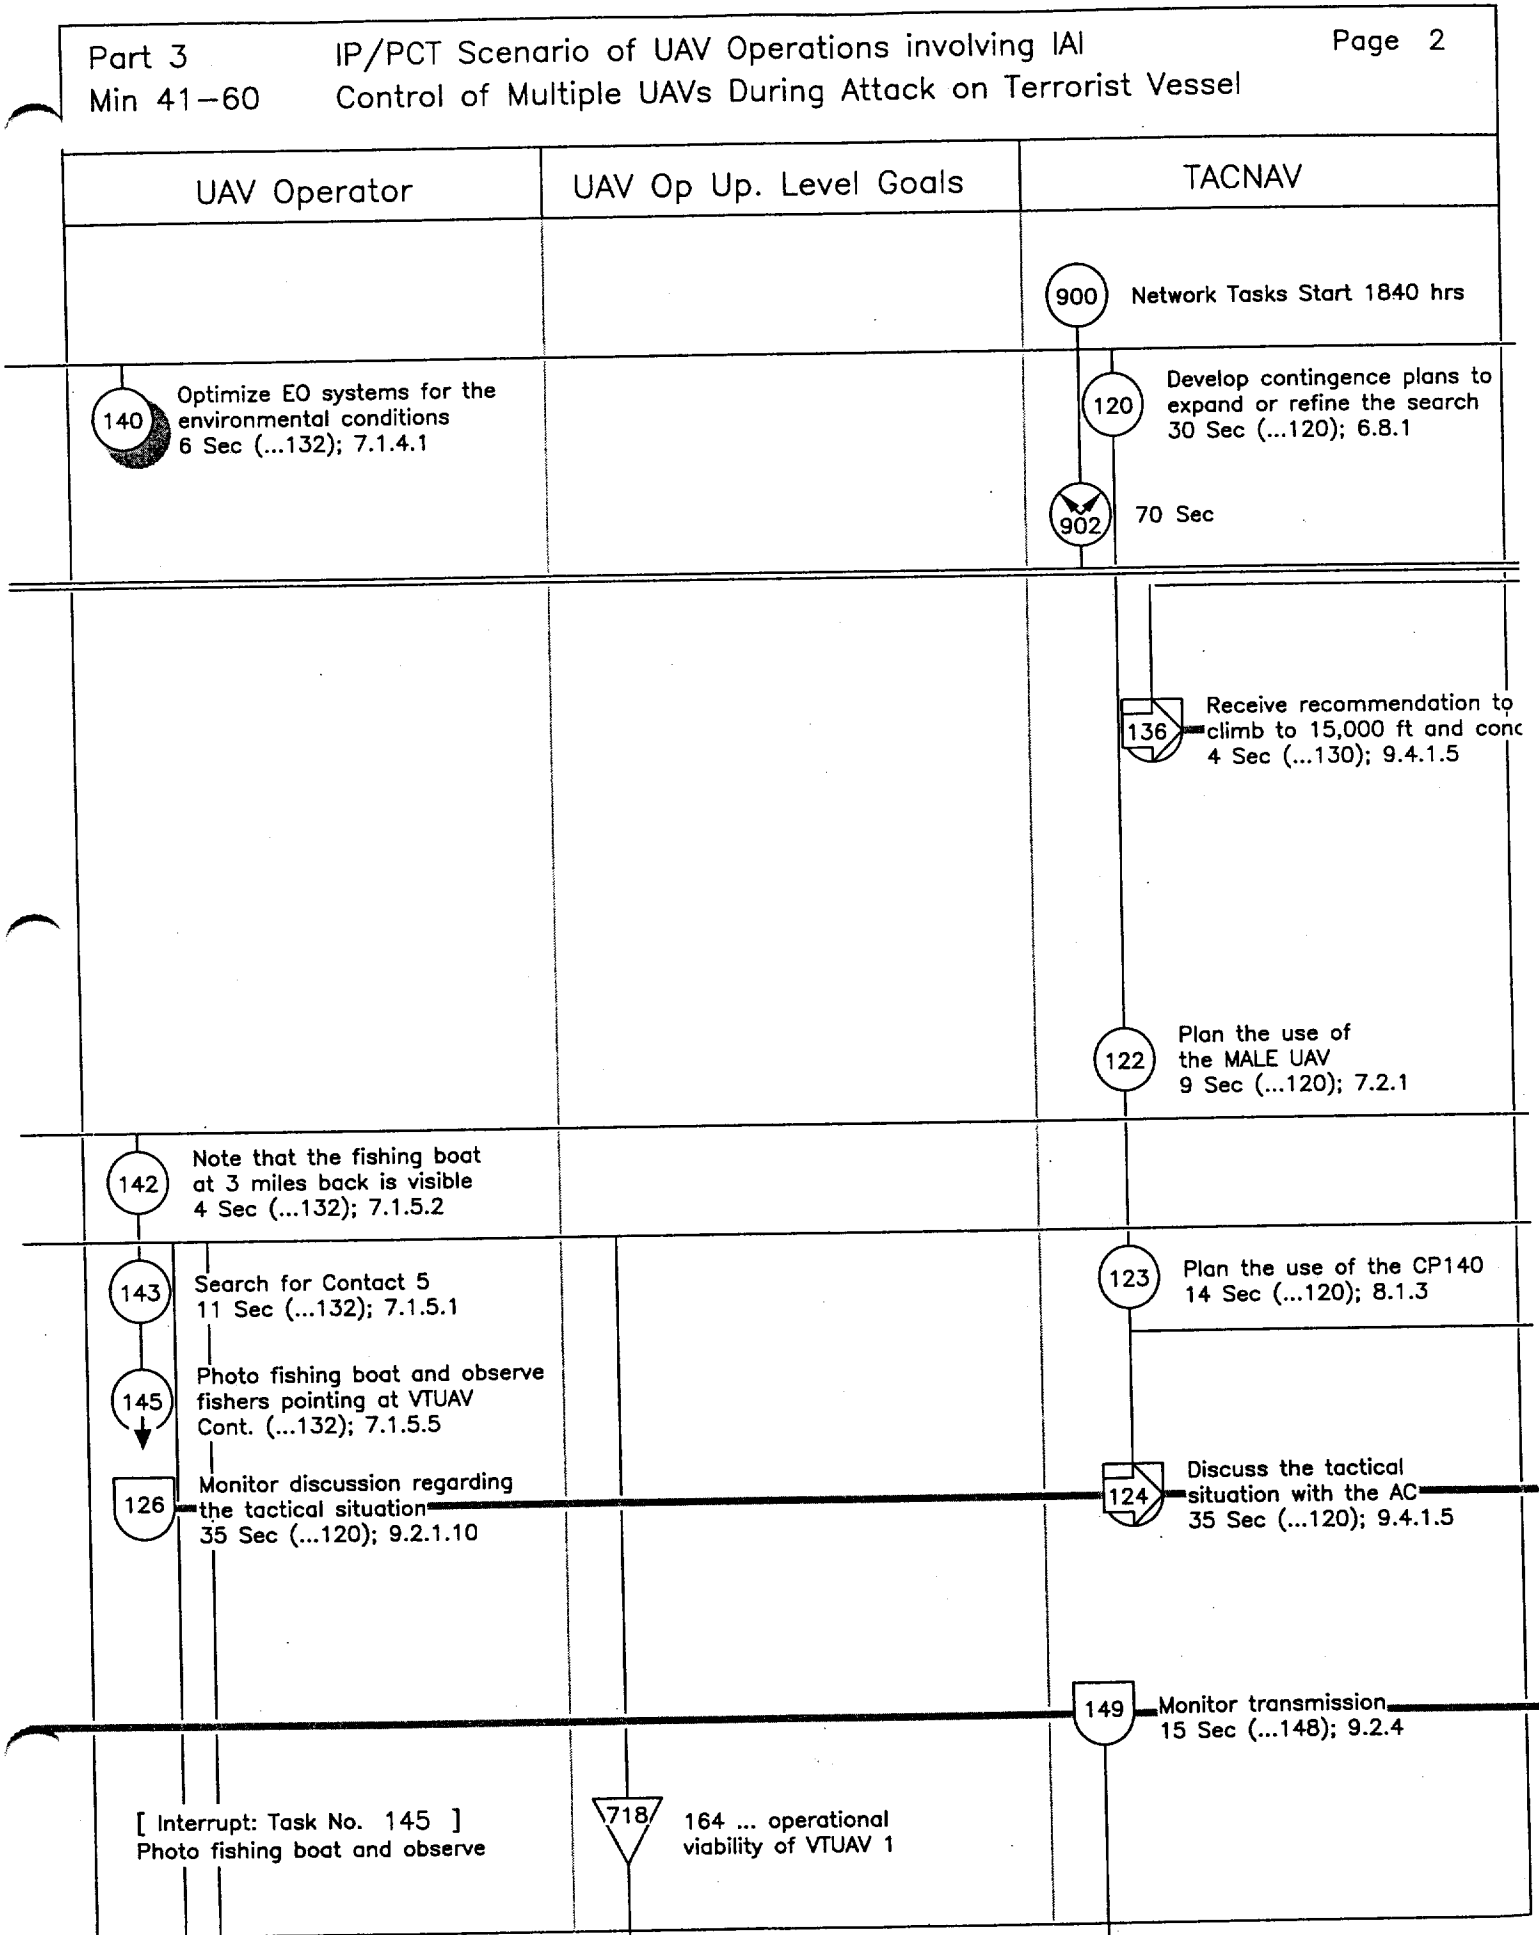 Part 3 IP/PCT Scenario of UAV Operations involving IAI Page 2
Min 41-60 Control of Multiple UAVs During Attack on Terrorist Vessel
UAV Operator UAV Op Up. Level Goals TACNAV
900 Network Tasks Start 1840 hrs
140
Optimize EO systems for the
environmental conditions
6 Sec (...132); 7.1.4.1
120
Develop contingence plans to
expand or refine the search
30 Sec (...120); 6.8.1
902 70 Sec
136
Receive recommendation to
climb to 15,000 ft and conc
4 Sec (...130); 9.4.1.5
122
Plan the use of
the MALE UAV
9 Sec (...120); 7.2.1
142
Note that the fishing boat
at 3 miles back is visible
4 Sec (...132); 7.1.5.2
143
Search for Contact 5
11 Sec (...132); 7.1.5.1
123
Plan the use of the CP140
14 Sec (...120); 8.1.3
145
Photo fishing boat and observe
fishers pointing at VTUAV
Cont. (...132); 7.1.5.5
126
Monitor discussion regarding
the tactical situation
35 Sec (...120); 9.2.1.10
124
Discuss the tactical
situation with the AC
35 Sec (...120); 9.4.1.5
149
Monitor transmission
15 Sec (...148); 9.2.4
[ Interrupt: Task No. 145 ]
Photo fishing boat and observe
718
164 ... operational
viability of VTUAV 1